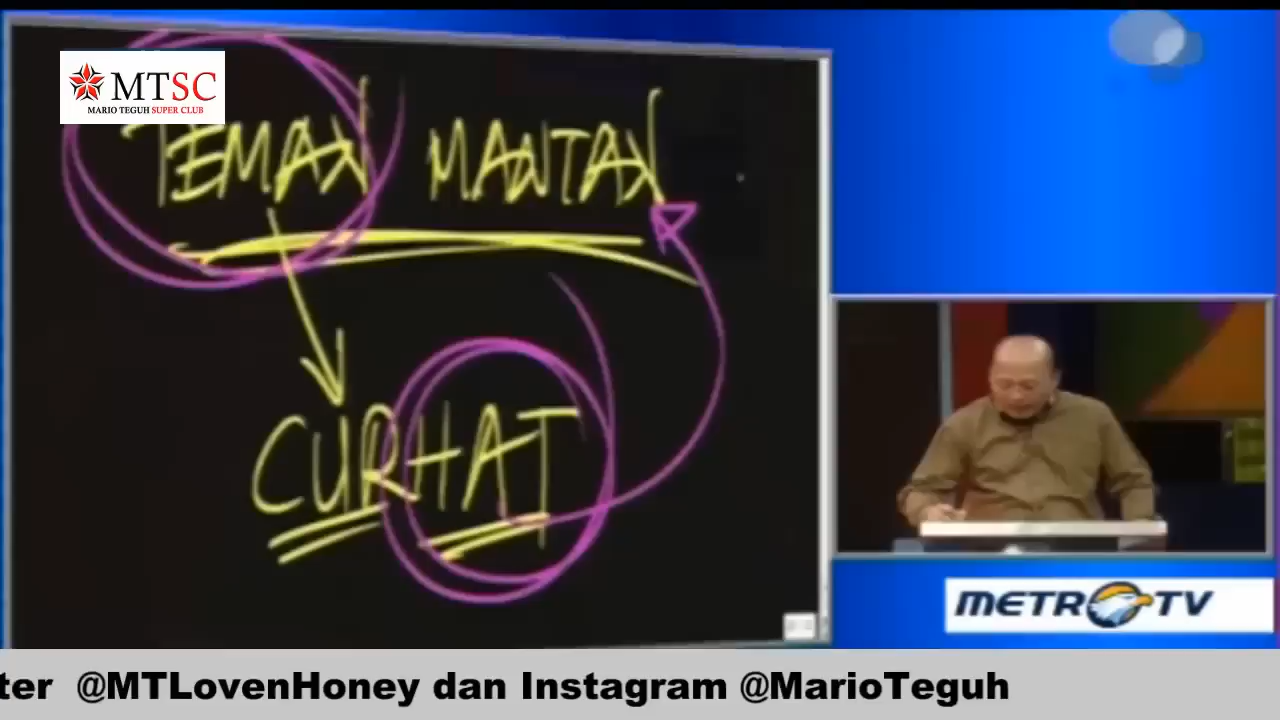 MTSC
MARIO TEGUH SUPER CLUB
TEMAN MANTAN
CURHAT
METRO TV
ter @MTLovenHoney dan Instagram @MarioTeguh